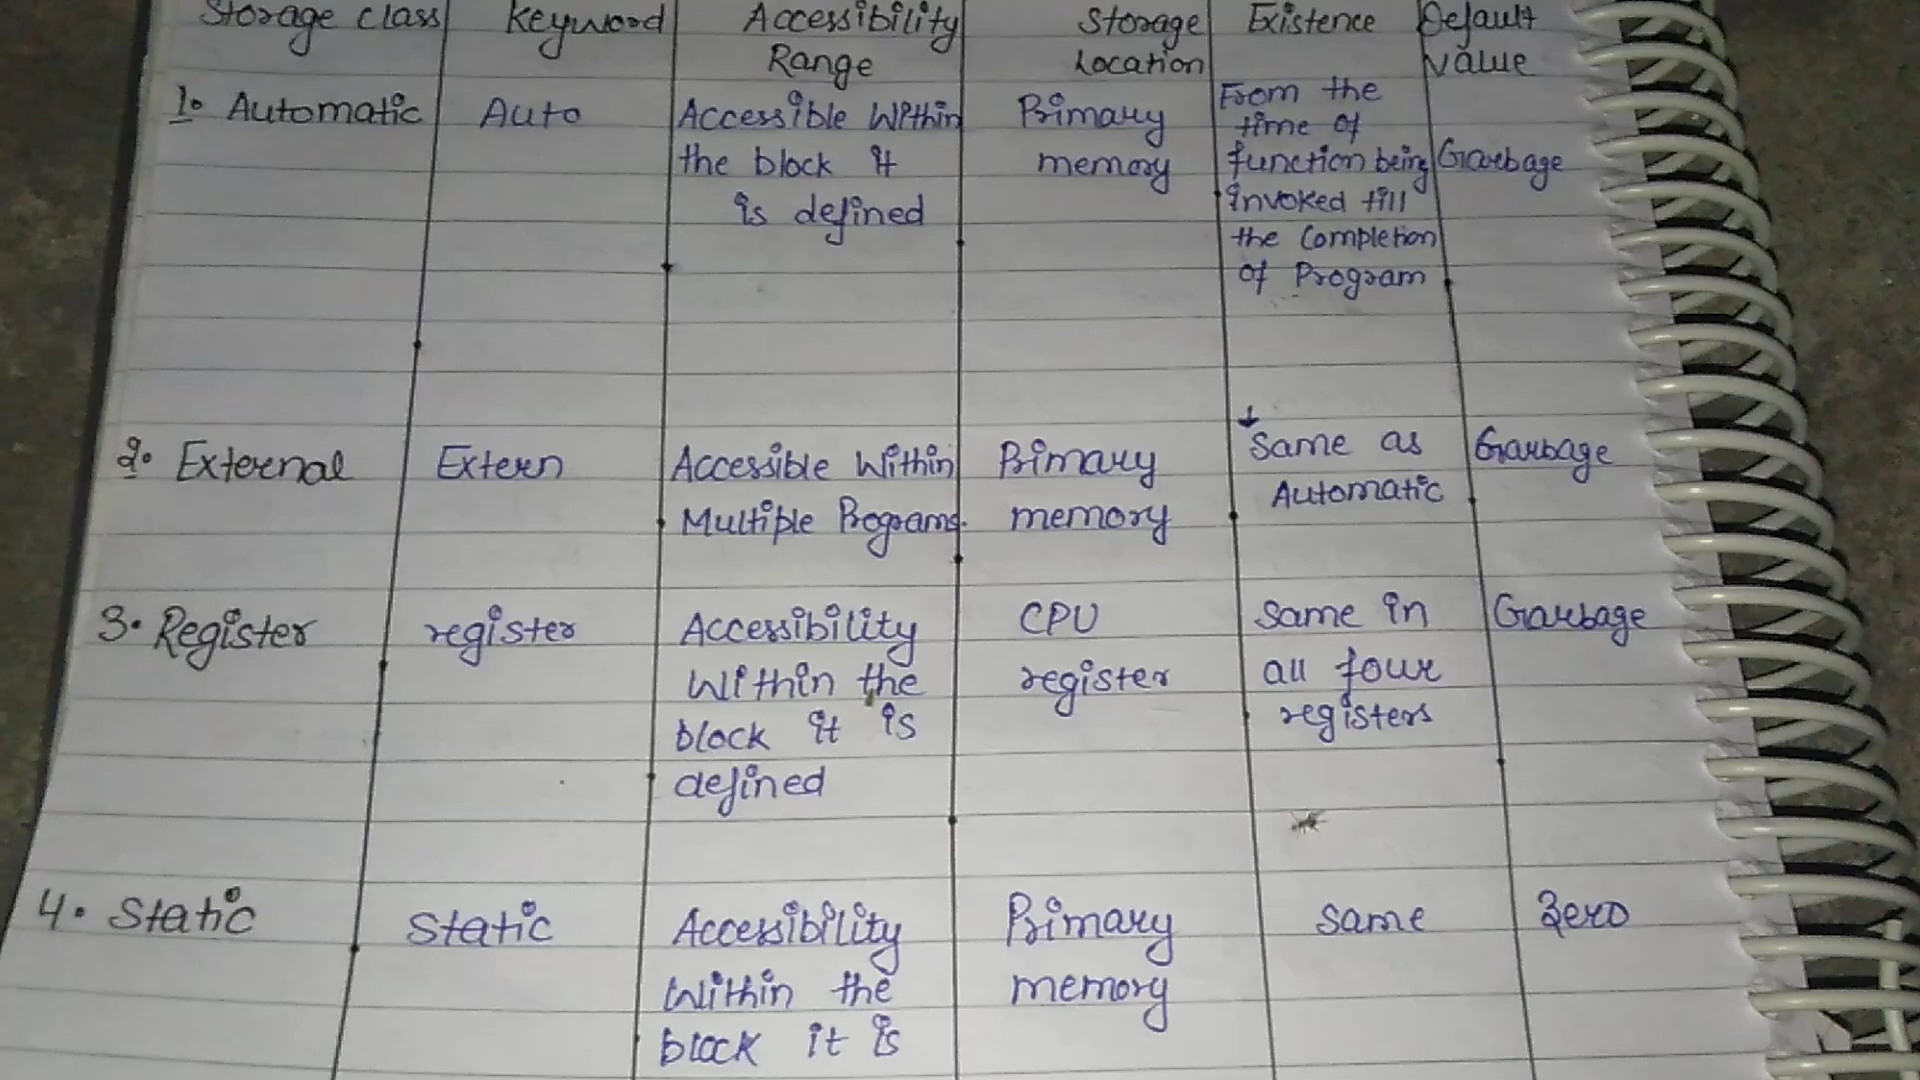 Storage class
Keyword
Accessibility
Range
Storage
Location
Existence
Default
value
1. Automatic
Auto
Accessible Within
the block it
is defined
Primary
memory
From the
time of
function being
invoked till
the Completion
of Program
Garbage
2. External
Extern
Accessible Within
Multiple Programs.
Primary
memory
Same as
Automatic
Garbage
3. Register
register
Accessibility
Within the
block it is
defined
CPU
register
Same in
all four
registers
Garbage
4. Static
Static
Accessibility
Within the
block it is
Primary
memory
Same
Zero